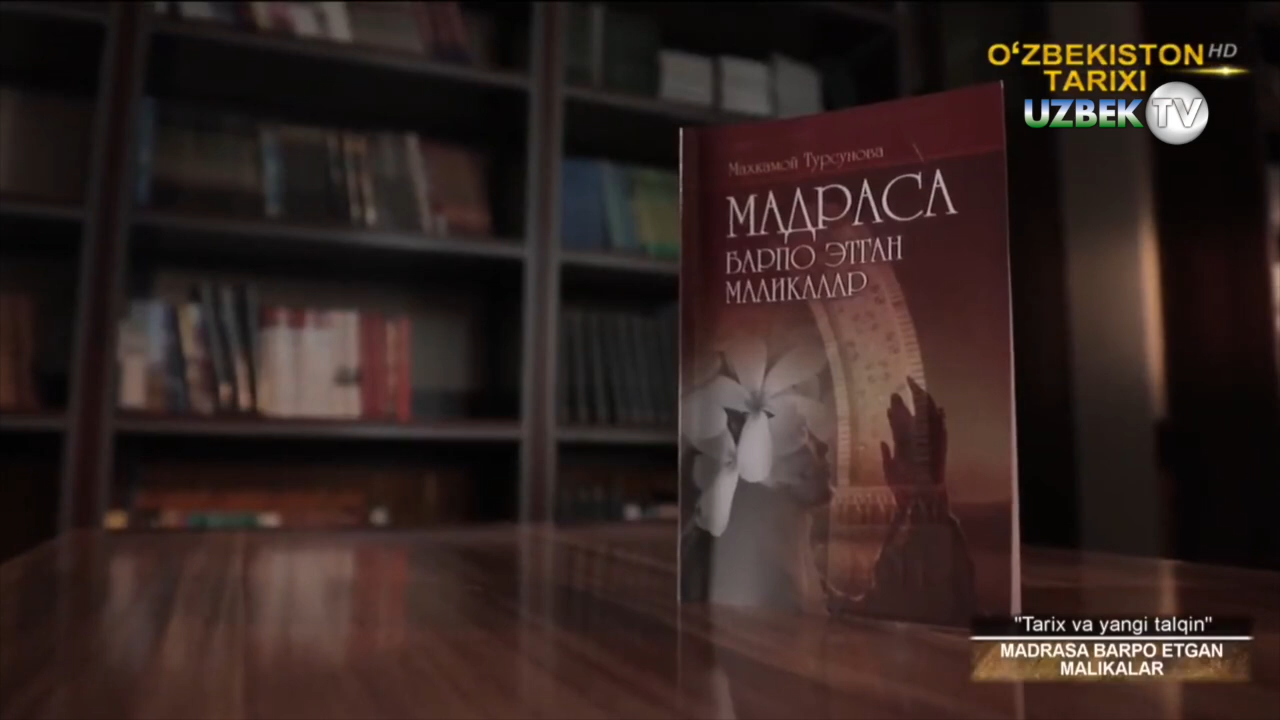 O‘ZBEKISTON HD
TARIXI
UZBEK TV
Махкамой Турсунова
МАДРАСА
БАРПО ЭТГАН
МАЛИКАЛАР
"Tarix va yangi talqin"
MADRASA BARPO ETGAN
MALIKALAR